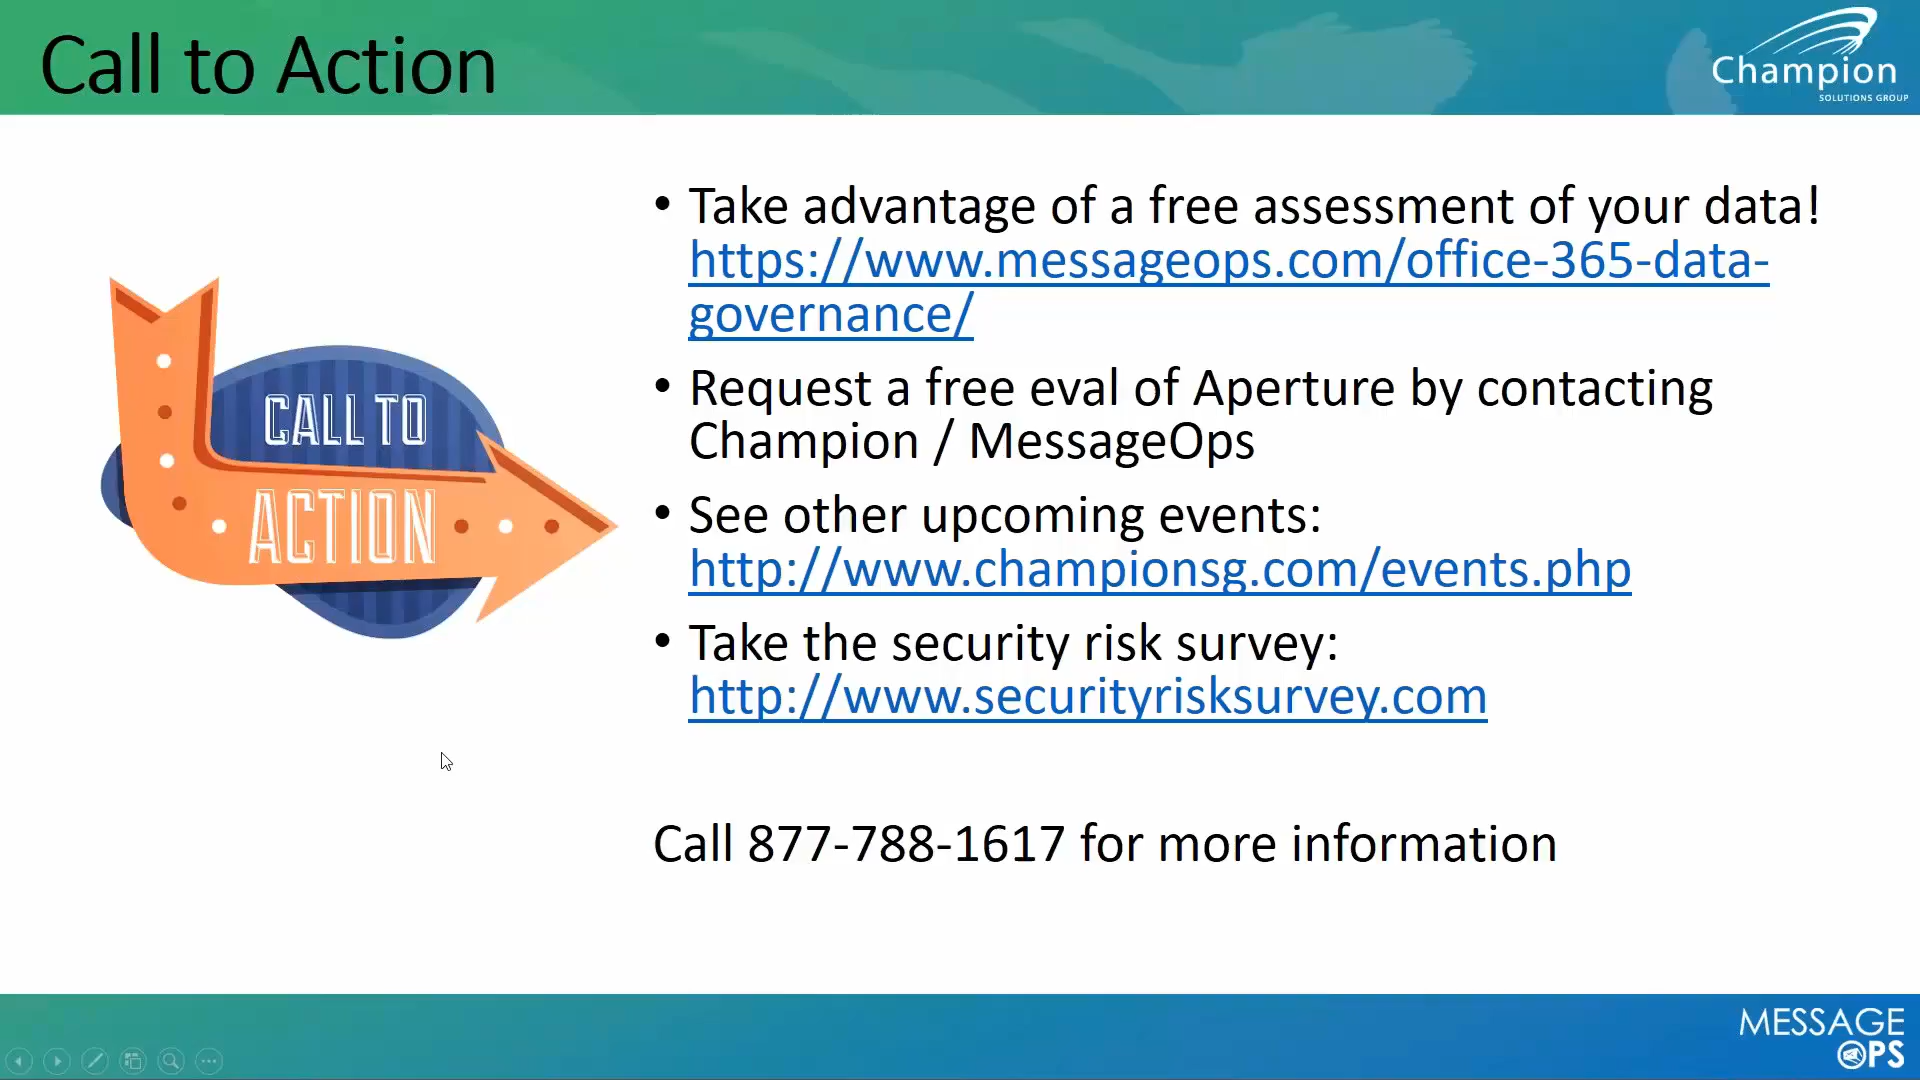 Call to Action
Champion
SOLUTIONS GROUP
• Take advantage of a free assessment of your data!
https://www.messageops.com/office-365-data-
governance/
• Request a free eval of Aperture by contacting
Champion / MessageOps
• See other upcoming events:
http://www.championsg.com/events.php
• Take the security risk survey:
http://www.securityrisksurvey.com
CALL TO
ACTION
Call 877-788-1617 for more information
MESSAGE
OPS